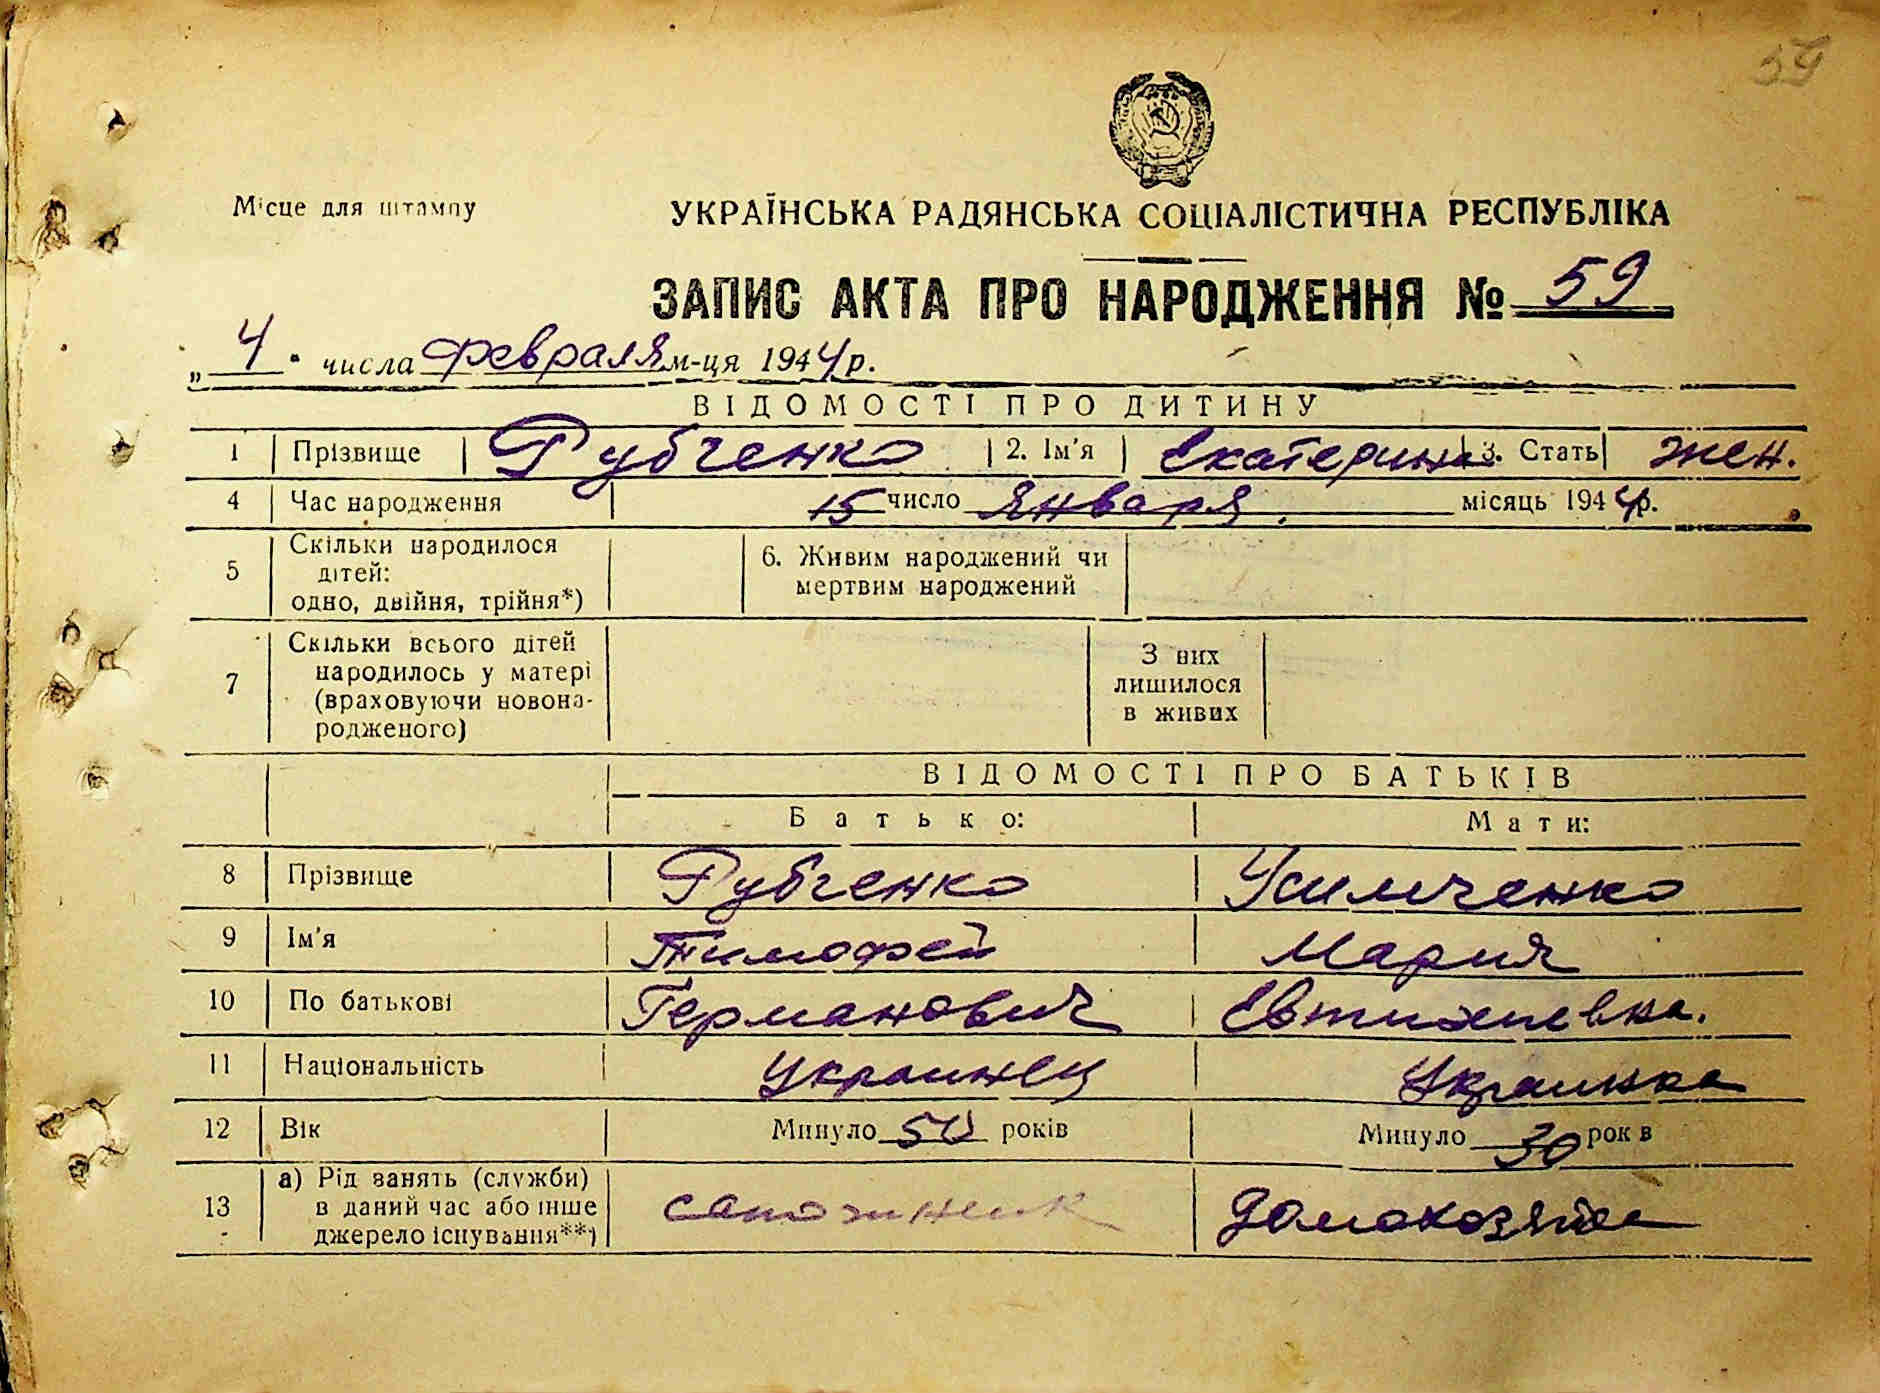 59
Місце для штампу
УКРАЇНСЬКА РАДЯНСЬКА СОЦІАЛІСТИЧНА РЕСПУБЛІКА
ЗАПИС АКТА ПРО НАРОДЖЕННЯ № 59
„4" числа февраля м-ця 1944 р.
ВІДОМОСТІ ПРО ДИТИНУ
1 Прізвище Рубченко 2. Ім'я Екатерина 3. Стать жен.
4 Час народження 15 число января. місяць 1944 р.
5 Скільки народилося дітей: одно, двійня, трійня*) 6. Живим народжений чи мертвим народжений
7 Скільки всього дітей народилось у матері (враховуючи новонародженого) З них лишилося в живих
ВІДОМОСТІ ПРО БАТЬКІВ
Батько: Мати:
8 Прізвище Рубченко
9 Ім'я Тимофей Мария
10 По батькові Германович Евтихиевна.
11 Національність Украинец Украинка
12 Вік Минуло 50 років Минуло 30 рок в
13 а) Рід занять (служби) в даний час або інше джерело існування**) сапожник Домохозяйка